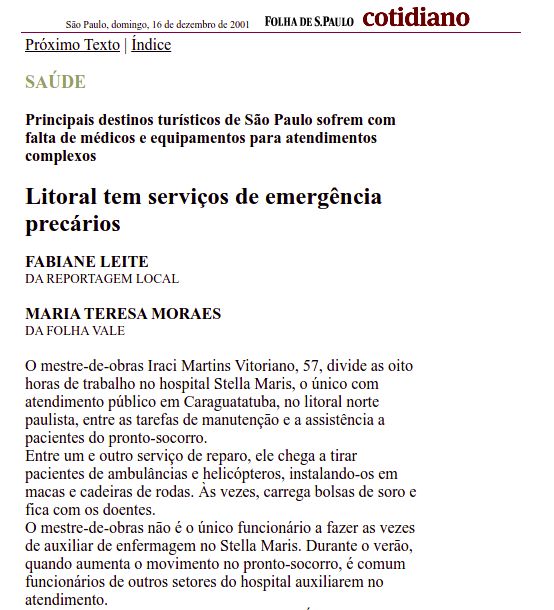 São Paulo, domingo, 16 de dezembro de 2001 FOLHA DE S.PAULO cotidiano
Próximo Texto | Índice
SAÚDE
Principais destinos turísticos de São Paulo sofrem com
falta de médicos e equipamentos para atendimentos
complexos
Litoral tem serviços de emergência
precários
FABIANE LEITE
DA REPORTAGEM LOCAL
MARIA TERESA MORAES
DA FOLHA VALE
O mestre-de-obras Iraci Martins Vitoriano, 57, divide as oito
horas de trabalho no hospital Stella Maris, o único com
atendimento público em Caraguatatuba, no litoral norte
paulista, entre as tarefas de manutenção e a assistência a
pacientes do pronto-socorro.
Entre um e outro serviço de reparo, ele chega a tirar
pacientes de ambulâncias e helicópteros, instalando-os em
macas e cadeiras de rodas. Às vezes, carrega bolsas de soro e
fica com os doentes.
O mestre-de-obras não é o único funcionário a fazer as vezes
de auxiliar de enfermagem no Stella Maris. Durante o verão,
quando aumenta o movimento no pronto-socorro, é comum
funcionários de outros setores do hospital auxiliarem no
atendimento.